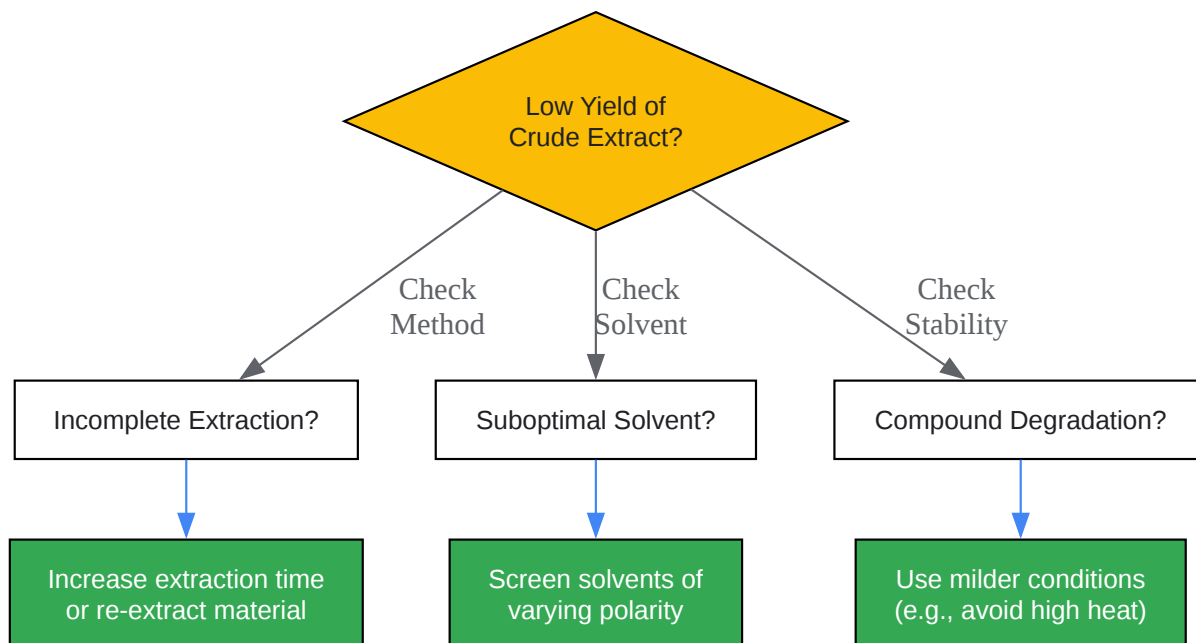 Low Yield of
Crude Extract?
Check
Method
Check
Solvent
Check
Stability
Incomplete Extraction?
Suboptimal Solvent?
Compound Degradation?
Increase extraction time
or re-extract material
Screen solvents of
varying polarity
Use milder conditions
(e.g., avoid high heat)